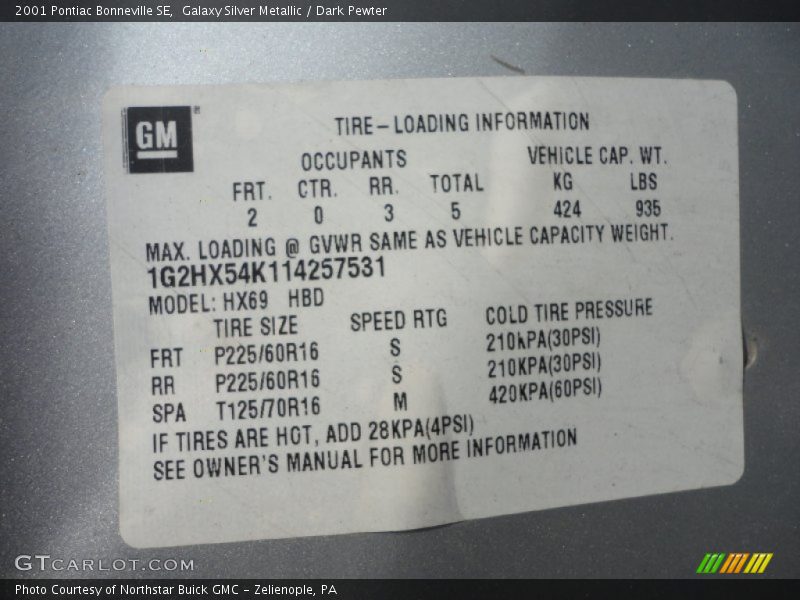 2001 Pontiac Bonneville SE,  Galaxy Silver Metallic / Dark Pewter
GM
TIRE-LOADING INFORMATION
OCCUPANTS VEHICLE CAP. WT.
FRT. CTR. RR. TOTAL KG LBS
2 0 3 5 424 935
MAX. LOADING @ GVWR SAME AS VEHICLE CAPACITY WEIGHT.
1G2HX54K114257531
MODEL: HX69 HBD
TIRE SIZE SPEED RTG COLD TIRE PRESSURE
FRT P225/60R16 S 210KPA(30PSI)
RR P225/60R16 S 210KPA(30PSI)
SPA T125/70R16 M 420KPA(60PSI)
IF TIRES ARE HOT, ADD 28KPA(4PSI)
SEE OWNER'S MANUAL FOR MORE INFORMATION
GTCARLOT.COM
Photo Courtesy of Northstar Buick GMC - Zelienople, PA